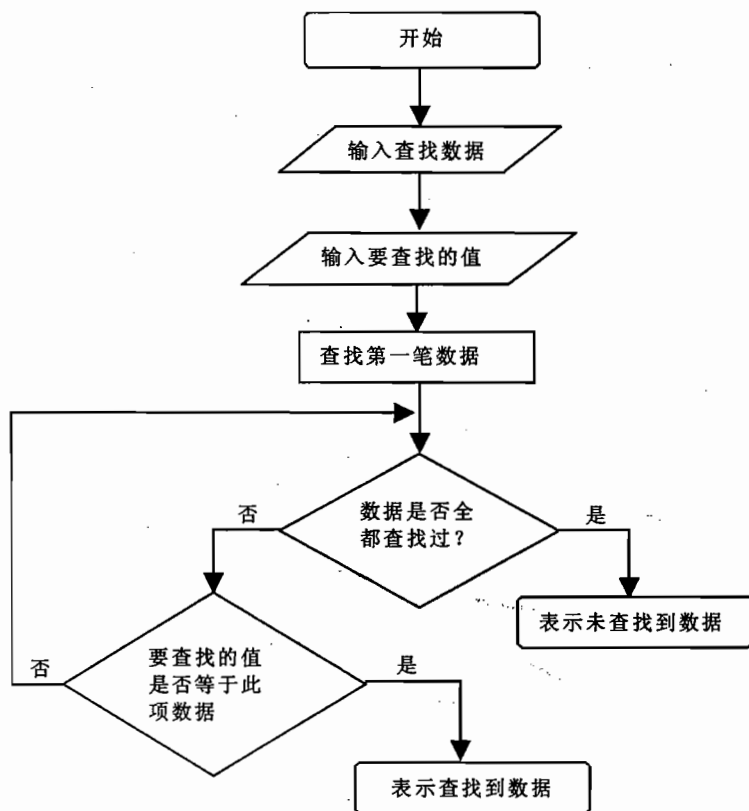 开始
输入查找数据
输入要查找的值
查找第一笔数据
数据是否全
都查找过?
否
是
表示未查找到数据
要查找的值
是否等于此
项数据
否
是
表示查找到数据